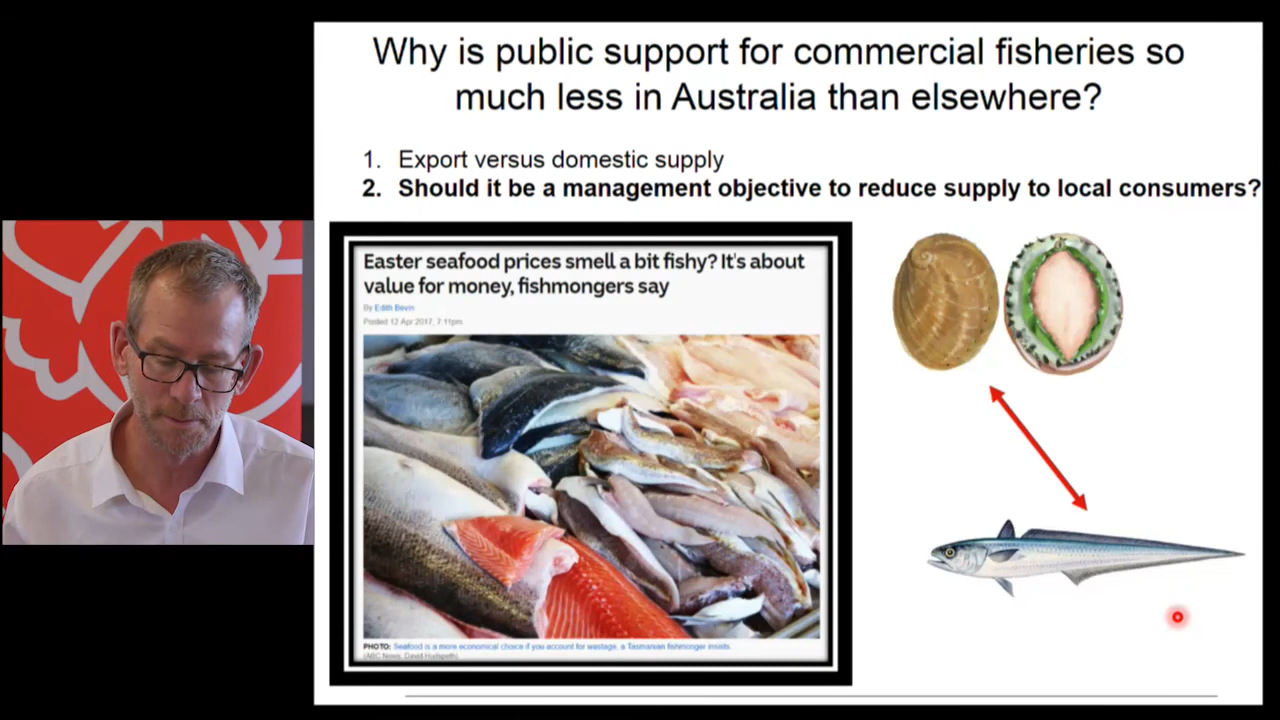 Why is public support for commercial fisheries so
much less in Australia than elsewhere?
1. Export versus domestic supply
2. Should it be a management objective to reduce supply to local consumers?
Easter seafood prices smell a bit fishy? It's about
value for money, fishmongers say
By Edith Bevin
Posted 12 Apr 2017, 7:11pm
PHOTO: Seafood is a more economical choice if you account for wastage, a Tasmanian fishmonger insists.
(ABC News: David Hudspeth)